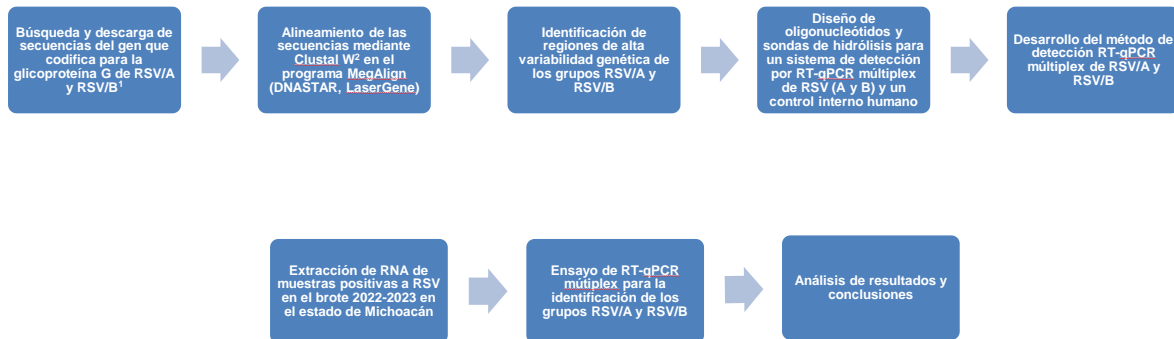 Búsqueda y descarga de
secuencias del gen que
codifica para la
glicoproteína G de RSV/A
y RSV/B1
Alineamiento de las
secuencias mediante
Clustal W2 en el
programa MegAlign
(DNASTAR, LaserGene)
Identificación de
regiones de alta
variabilidad genética de
los grupos RSV/A y
RSV/B
Diseño de
oligonucleótidos y
sondas de hidrólisis para
un sistema de detección
por RT-qPCR múltiplex
de RSV (A y B) y un
control interno humano
Desarrollo del método de
detección RT-qPCR
múltiplex de RSV/A y
RSV/B
Extracción de RNA de
muestras positivas a RSV
en el brote 2022-2023 en
el estado de Michoacán
Ensayo de RT-qPCR
mútiplex para la
identificación de los
grupos RSV/A y RSV/B
Análisis de resultados y
conclusiones